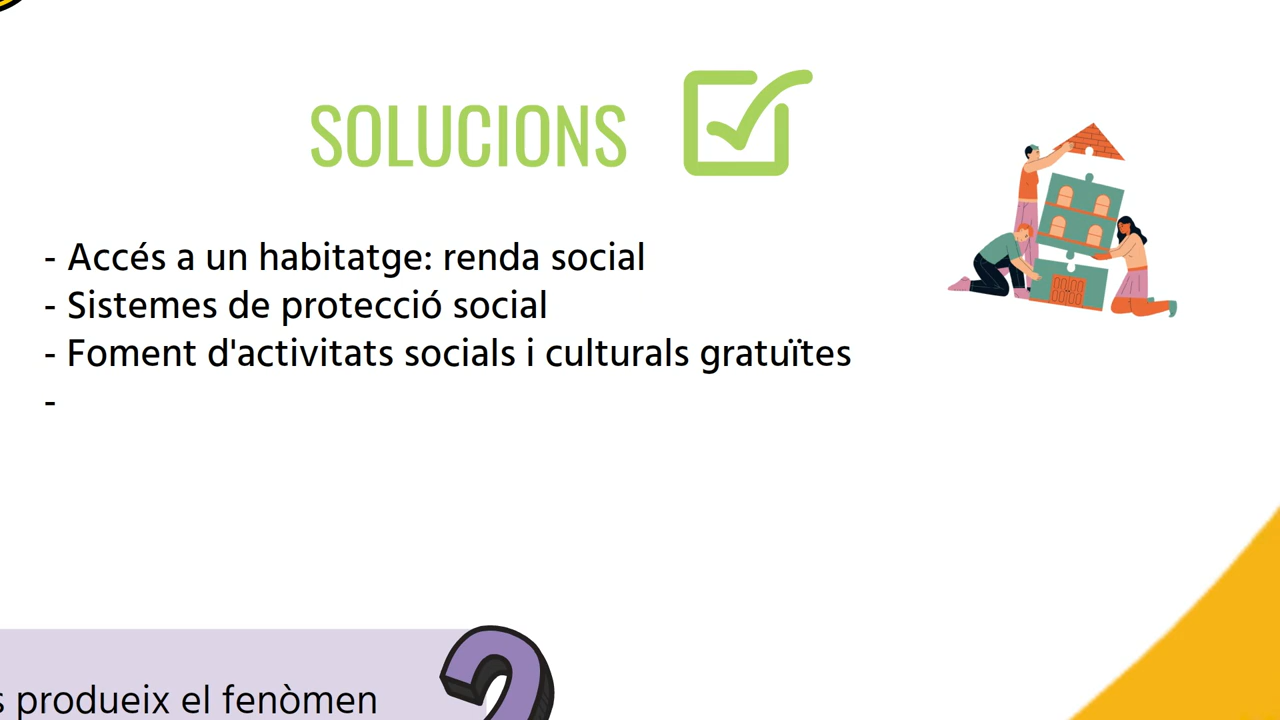 SOLUCIONS
- Accés a un habitatge: renda social
- Sistemes de protecció social
- Foment d'activitats socials i culturals gratuïtes
-
s produeix el fenòmen